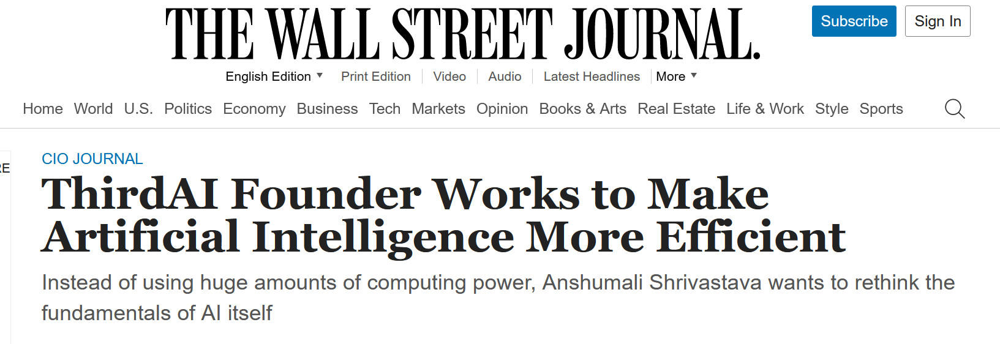 THE WALL STREET JOURNAL.
Subscribe
Sign In
English Edition Print Edition Video Audio Latest Headlines More
Home World U.S. Politics Economy Business Tech Markets Opinion Books & Arts Real Estate Life & Work Style Sports
CIO JOURNAL
RE
ThirdAI Founder Works to Make
Artificial Intelligence More Efficient
Instead of using huge amounts of computing power, Anshumali Shrivastava wants to rethink the
fundamentals of AI itself